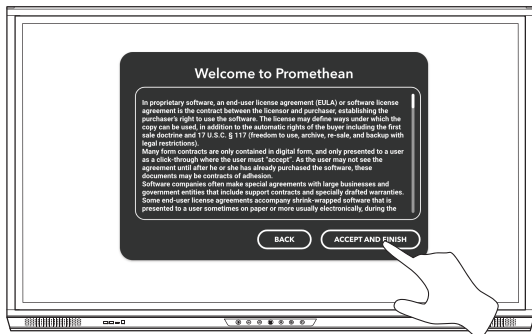 Welcome to Promethean
In proprietary software, an end-user license agreement (EULA) or software license
agreement is the contract between the licensor and purchaser, establishing the
purchaser's right to use the software. The license may define ways under which the
copy can be used, in addition to the automatic rights of the buyer including the first
sale doctrine and 17 U.S.C. § 117 (freedom to use, archive, re-sale, and backup with
legal restrictions).
Many form contracts are only contained in digital form, and only presented to a user
as a click-through where the user must "accept". As the user may not see the
agreement until after he or she has already purchased the software, these
documents may be contracts of adhesion.
Software companies often make special agreements with large businesses and
government entities that include support contracts and specially drafted warranties.
Some end-user license agreements accompany shrink-wrapped software that is
presented to a user sometimes on paper or more usually electronically, during the
BACK
ACCEPT AND FINISH